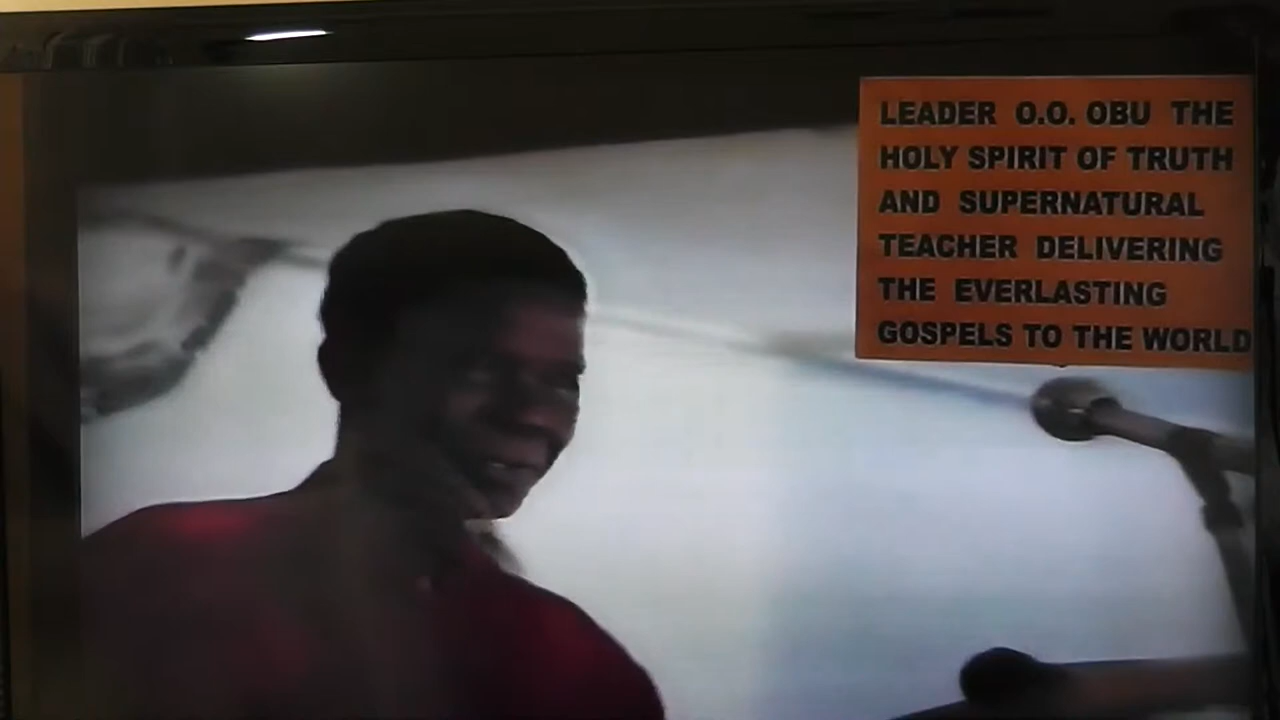 LEADER O.O. OBU THE
HOLY SPIRIT OF TRUTH
AND SUPERNATURAL
TEACHER DELIVERING
THE EVERLASTING
GOSPELS TO THE WORLD